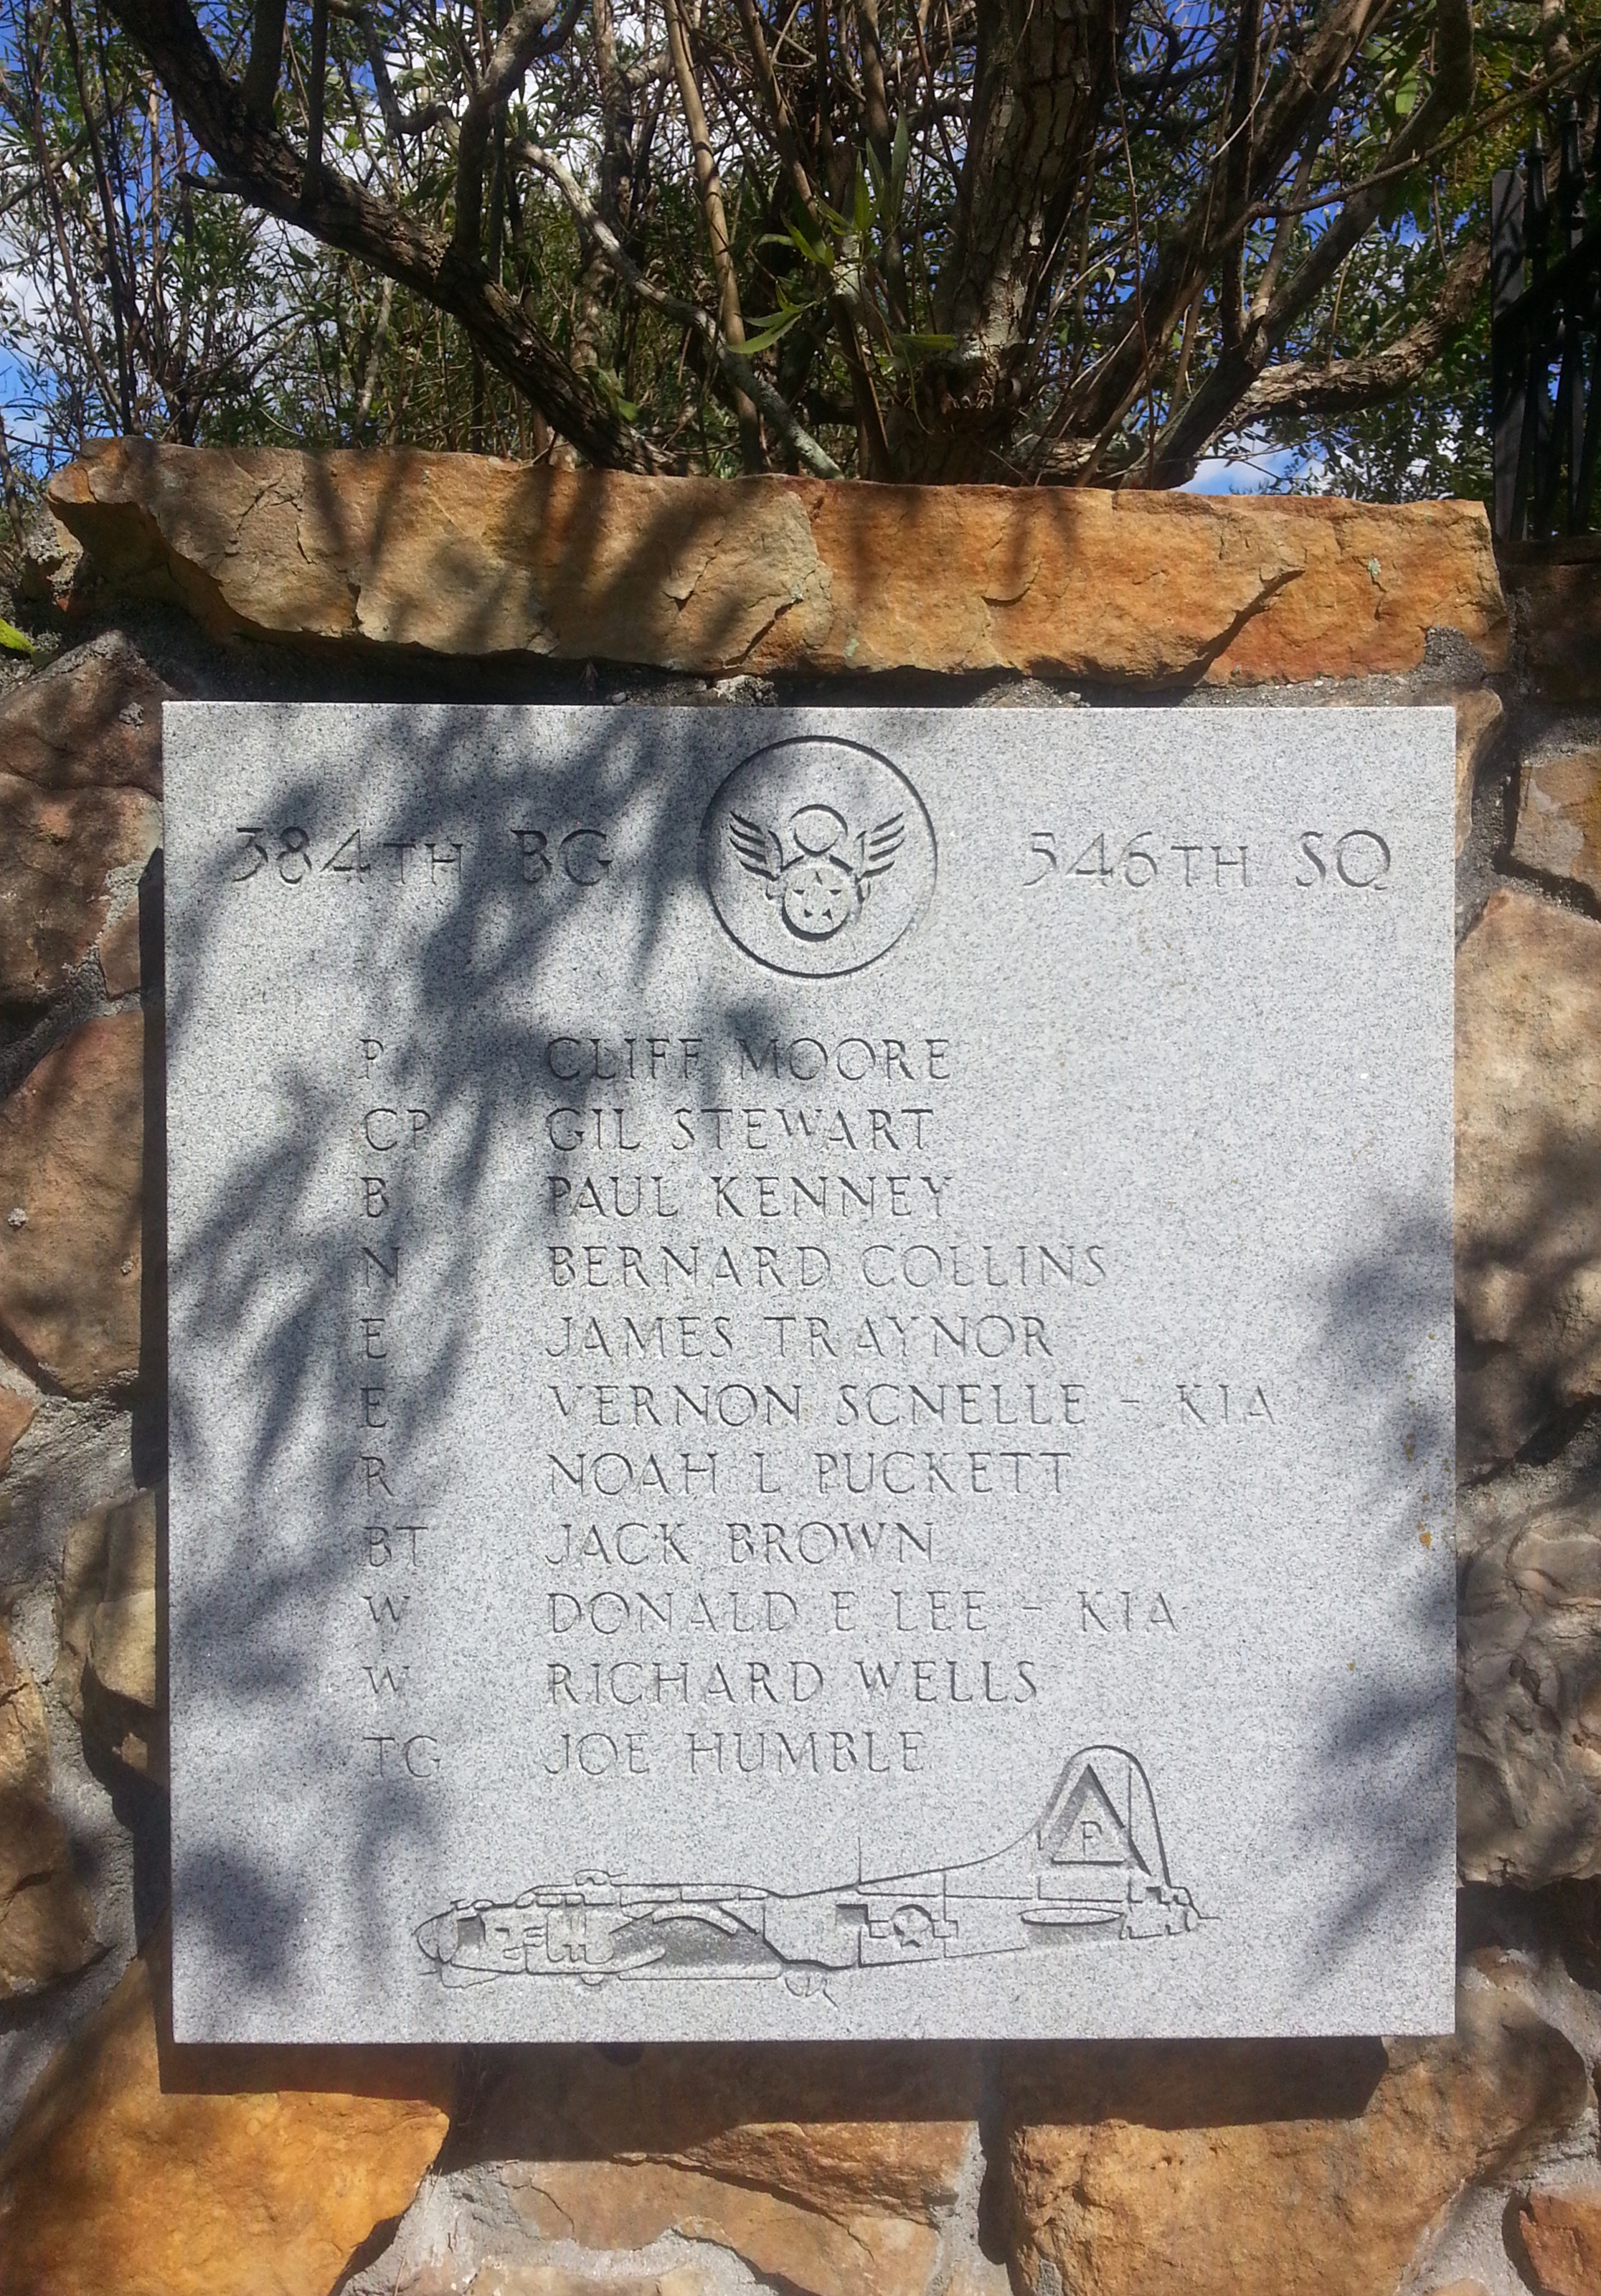 384TH BG 546TH SQ
P CLIFF MOORE
CP GIL STEWART
B PAUL KENNEY
N BERNARD COLLINS
E JAMES TRAYNOR
E VERNON SCNELLE - KIA
R NOAH L PUCKETT
BT JACK BROWN
W DONALD E LEE - KIA
W RICHARD WELLS
TG JOE HUMBLE
P